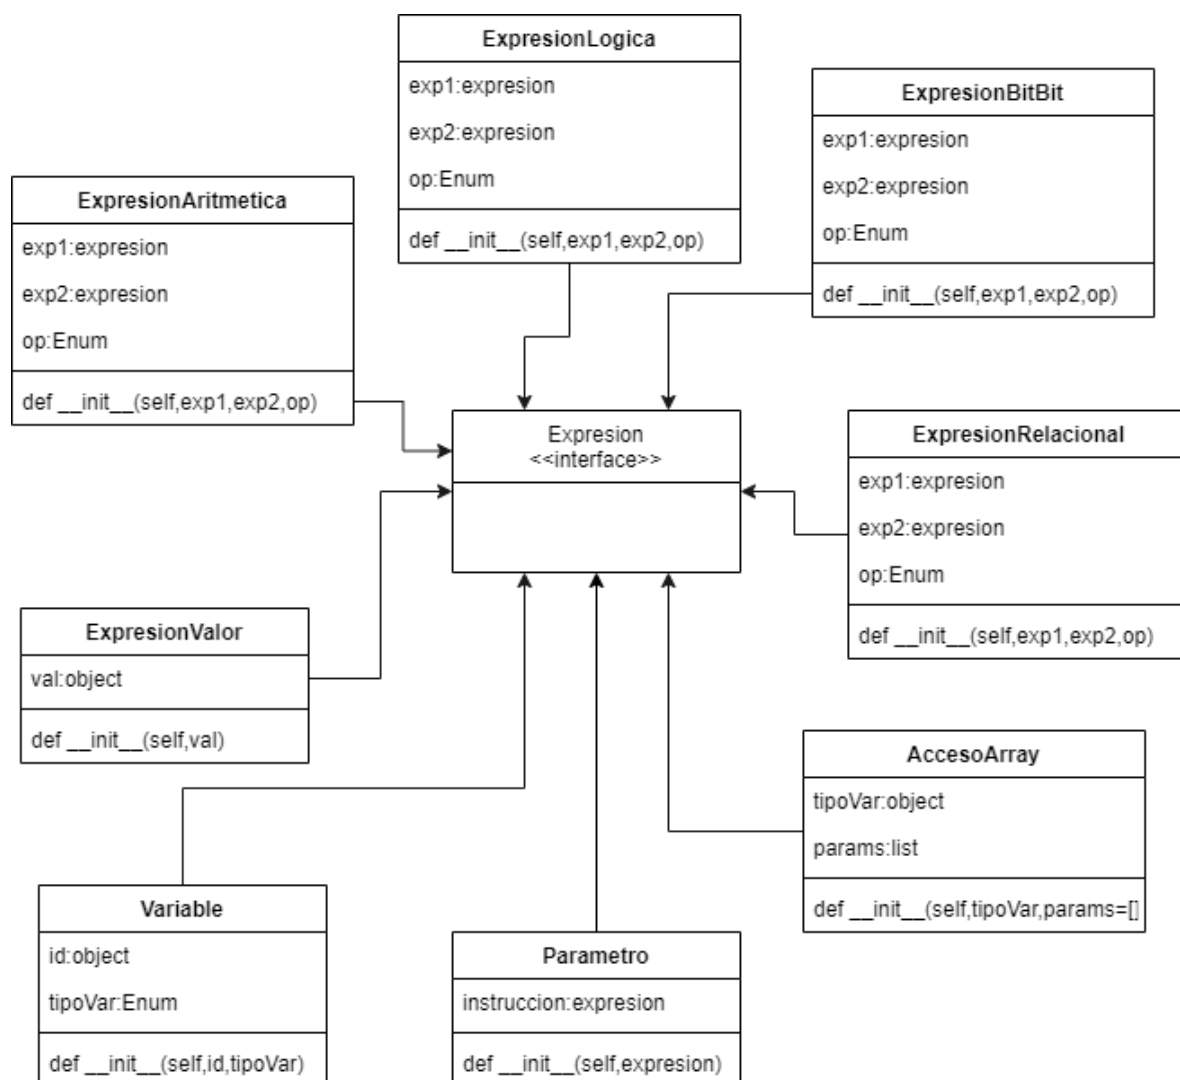 ExpresionLogica
exp1:expresion
exp2:expresion
op:Enum
def __init__(self,exp1,exp2,op)
ExpresionBitBit
exp1:expresion
exp2:expresion
op:Enum
def __init__(self,exp1,exp2,op)
ExpresionAritmetica
exp1:expresion
exp2:expresion
op:Enum
def __init__(self,exp1,exp2,op)
Expresion
<<interface>>
ExpresionRelacional
exp1:expresion
exp2:expresion
op:Enum
def __init__(self,exp1,exp2,op)
ExpresionValor
val:object
def __init__(self,val)
AccesoArray
tipoVar:object
params:list
def __init__(self,tipoVar,params=[]
Variable
id:object
tipoVar:Enum
def __init__(self,id,tipoVar)
Parametro
instruccion:expresion
def __init__(self,expresion)